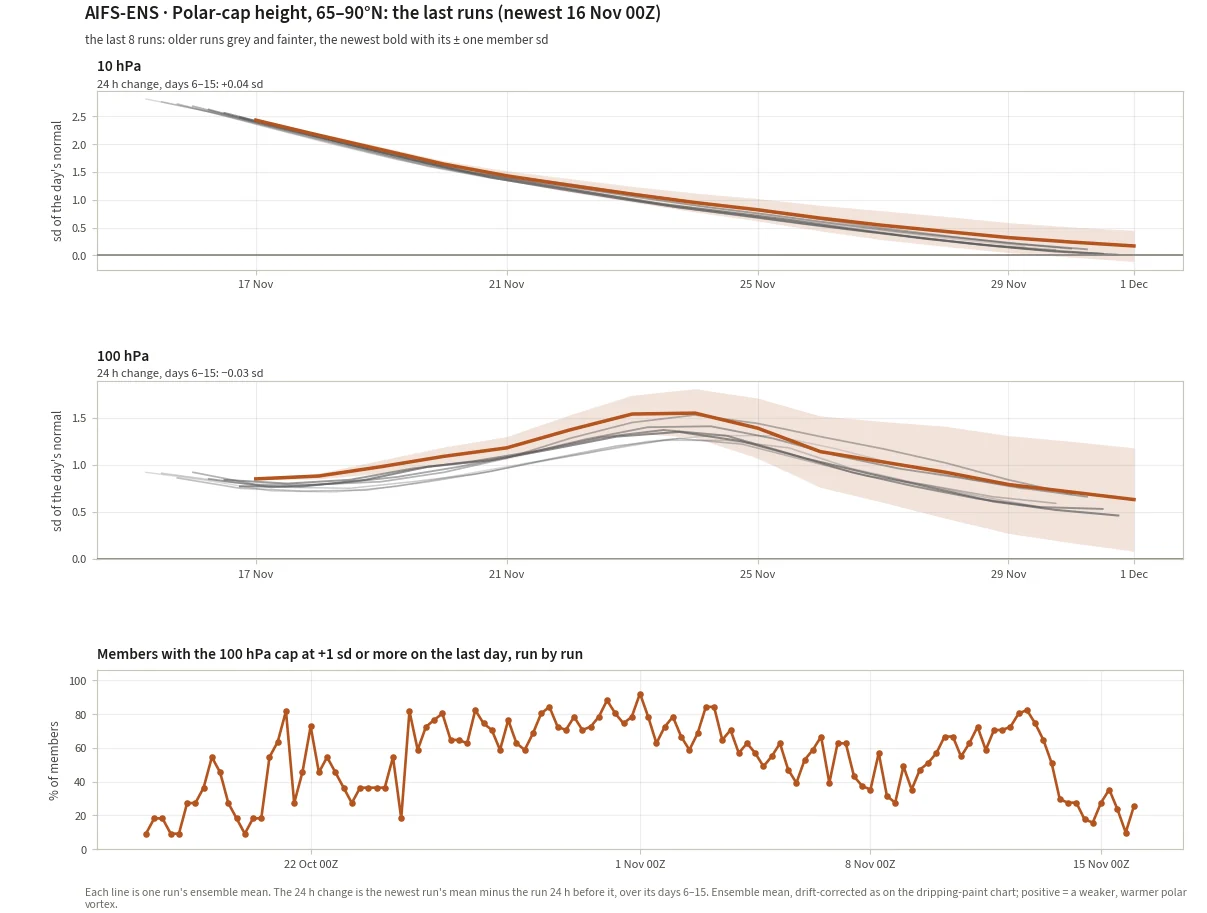 AIFS-ENS · Polar-cap height, 65–90°N: the last runs (newest 16 Nov 00Z)
the last 8 runs: older runs grey and fainter, the newest bold with its ± one member sd
10 hPa
24 h change, days 6–15: +0.04 sd
sd of the day's normal
2.5
2.0
1.5
1.0
0.5
0.0
17 Nov
21 Nov
25 Nov
29 Nov
1 Dec
100 hPa
24 h change, days 6–15: −0.03 sd
sd of the day's normal
1.5
1.0
0.5
0.0
17 Nov
21 Nov
25 Nov
29 Nov
1 Dec
Members with the 100 hPa cap at +1 sd or more on the last day, run by run
% of members
100
80
60
40
20
0
22 Oct 00Z
1 Nov 00Z
8 Nov 00Z
15 Nov 00Z
Each line is one run's ensemble mean. The 24 h change is the newest run's mean minus the run 24 h before it, over its days 6–15. Ensemble mean, drift-corrected as on the dripping-paint chart; positive = a weaker, warmer polar
vortex.